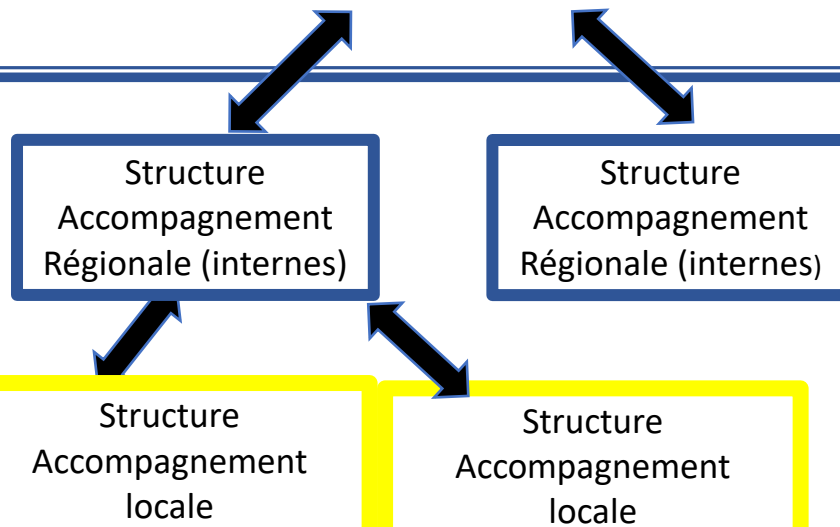 Structure
Accompagnement
Régionale (internes)
Structure
Accompagnement
Régionale (internes)
Structure
Accompagnement
locale
Structure
Accompagnement
locale